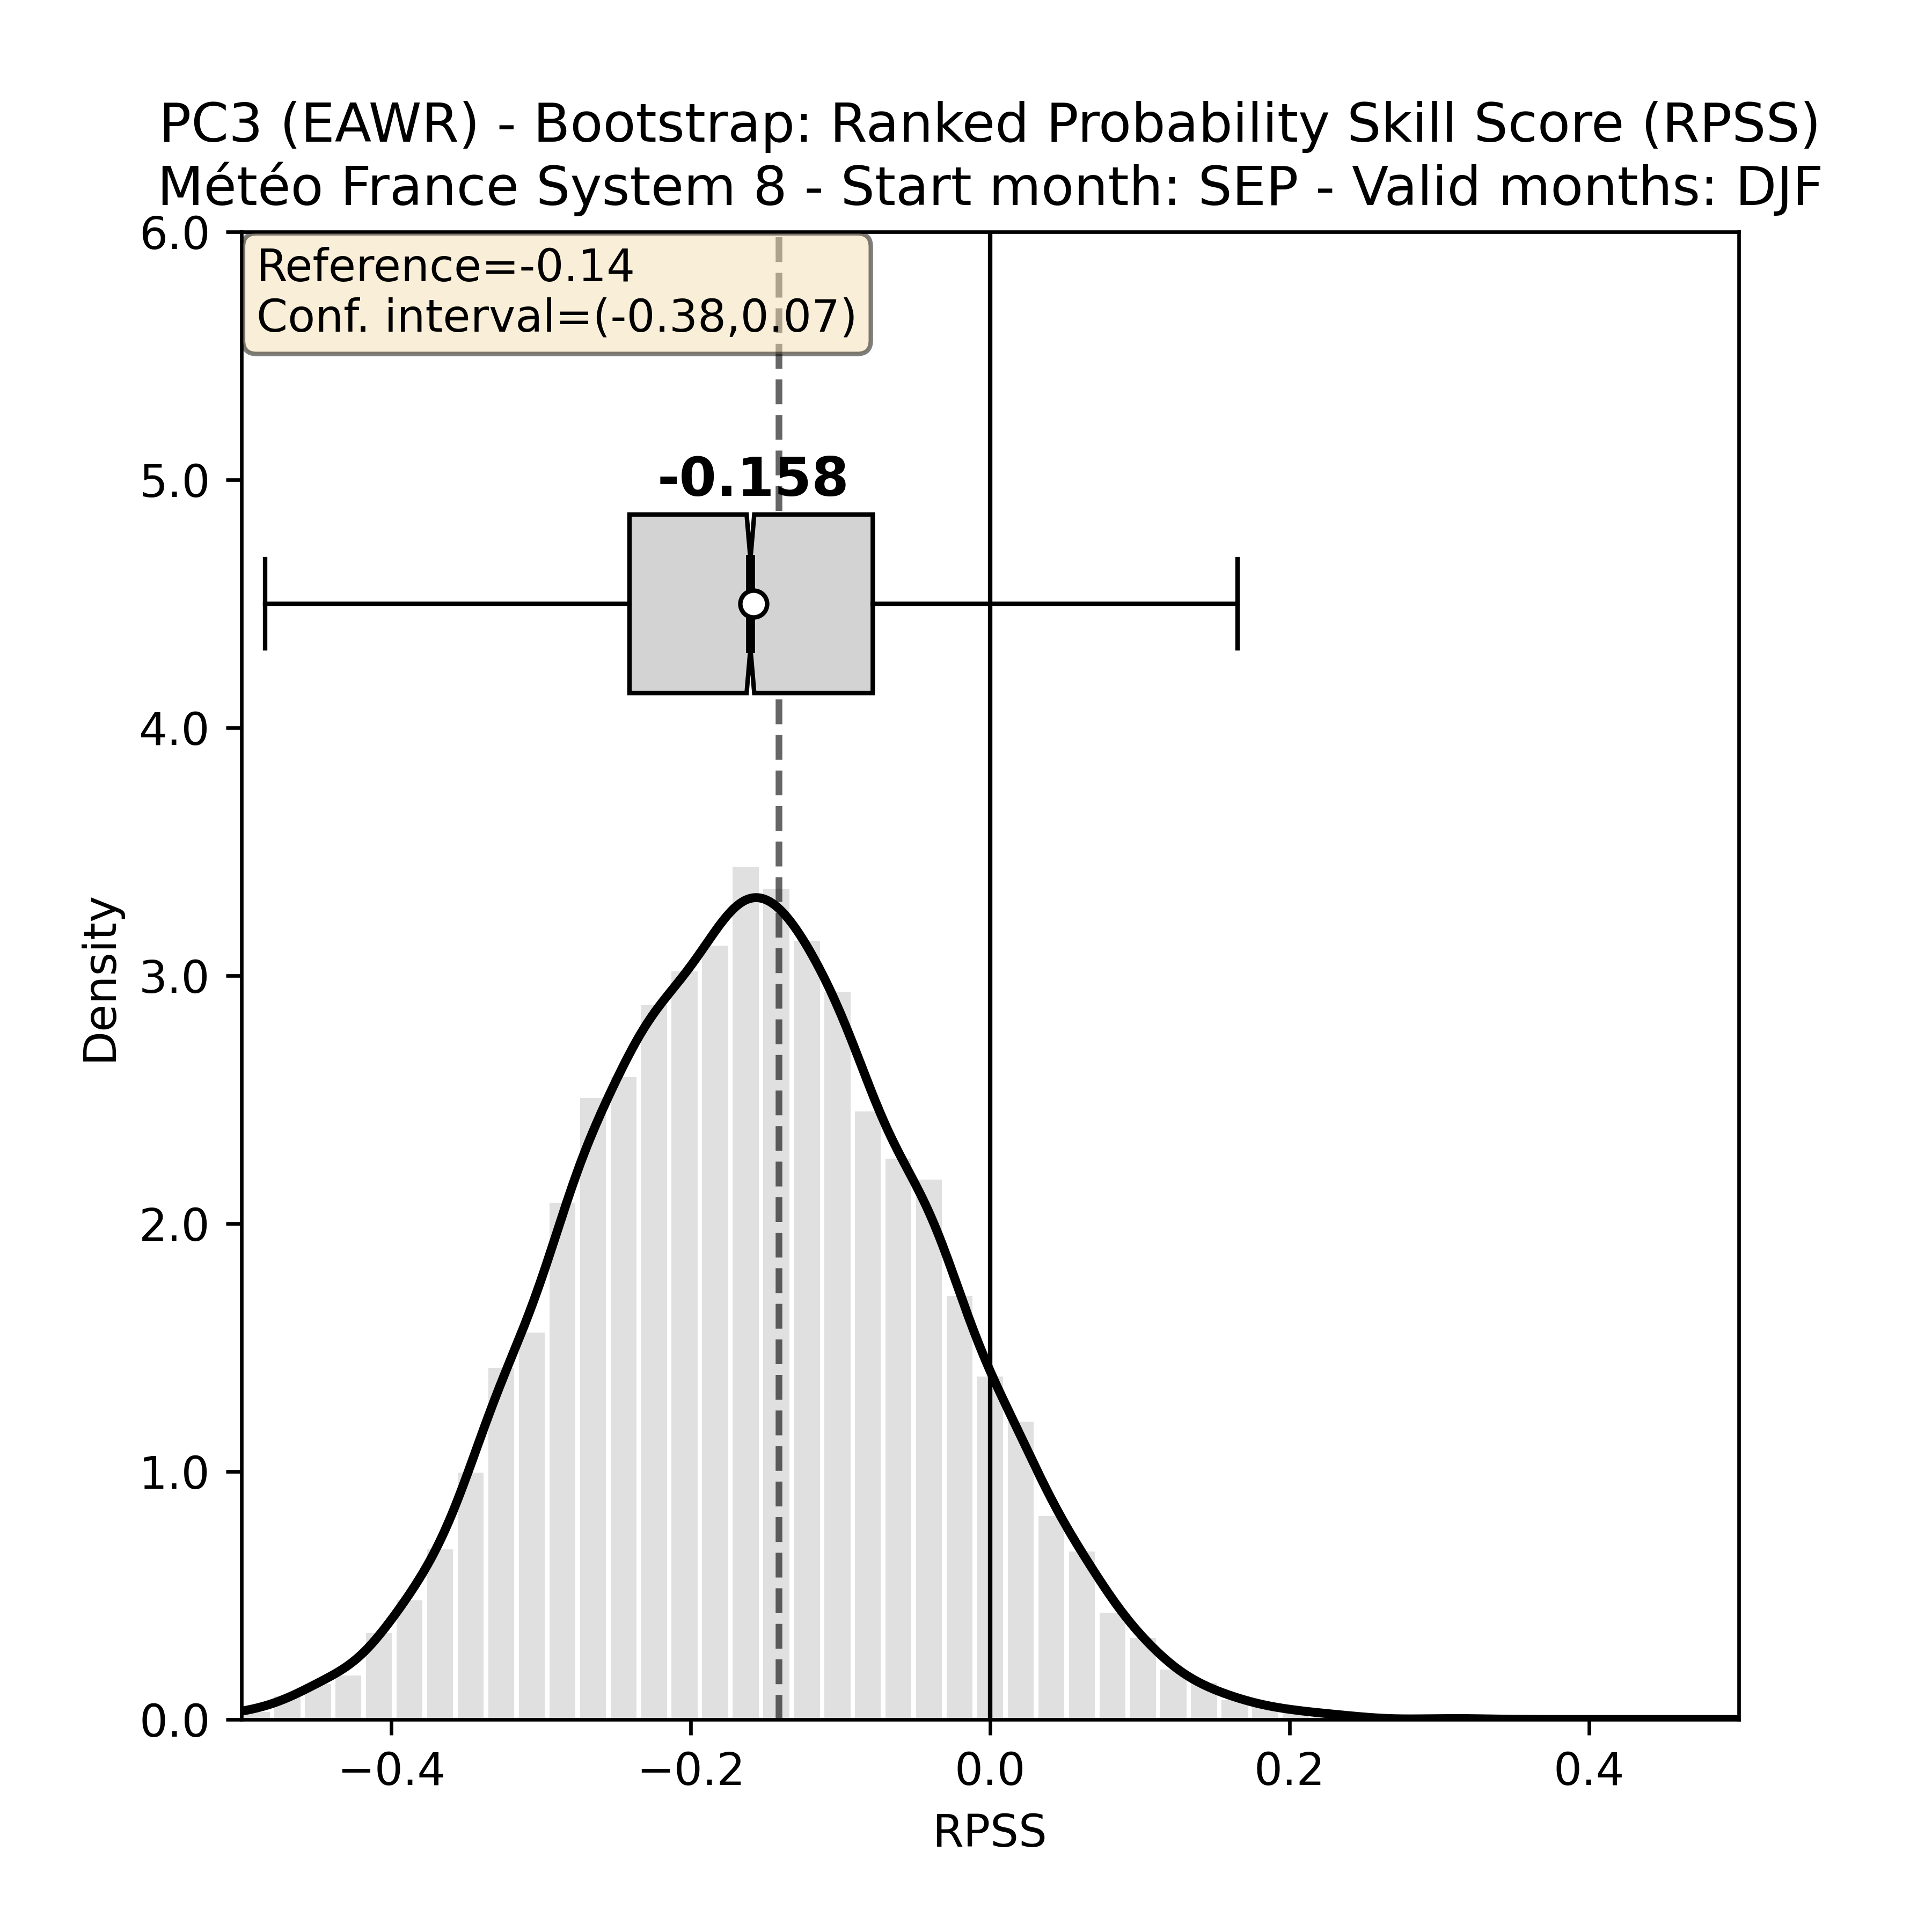 PC3 (EAWR) - Bootstrap: Ranked Probability Skill Score (RPSS)
Météo France System 8 - Start month: SEP - Valid months: DJF
6.0
Reference=-0.14
Conf. interval=(-0.38,0.07)
-0.158
5.0
4.0
3.0
2.0
1.0
0.0
Density
−0.4 −0.2 0.0 0.2 0.4
RPSS